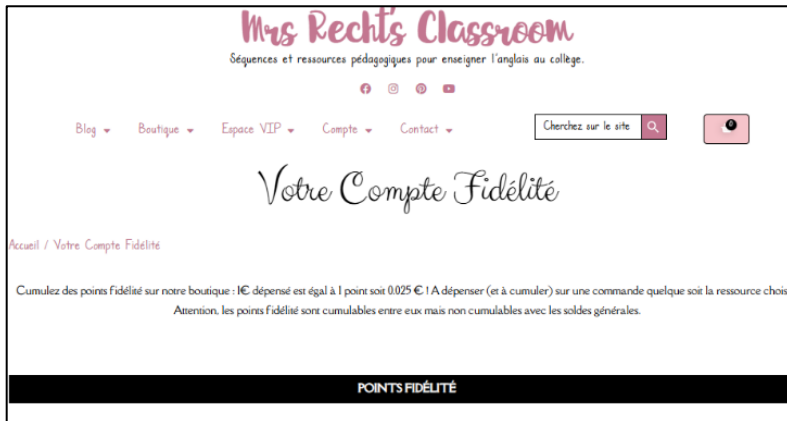 Mrs Recht's Classroom
Séquences et ressources pédagogiques pour enseigner l'anglais au collège.
Blog Boutique Espace VIP Compte Contact Cherchez sur le site 0
Votre Compte Fidélité
Accueil / Votre Compte Fidélité
Cumulez des points fidélité sur notre boutique : 1€ dépensé est égal à 1 point soit 0.025 € ! A dépenser (et à cumuler) sur une commande quelque soit la ressource chois
Attention, les points fidélité sont cumulables entre eux mais non cumulables avec les soldes générales.
POINTS FIDÉLITÉ